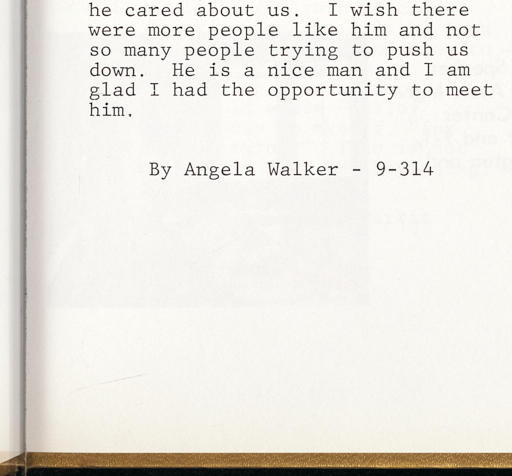 he cared about us.  I wish there
were more people like him and not
so many people trying to push us
down.  He is a nice man and I am
glad I had the opportunity to meet
him.
By Angela Walker - 9-314